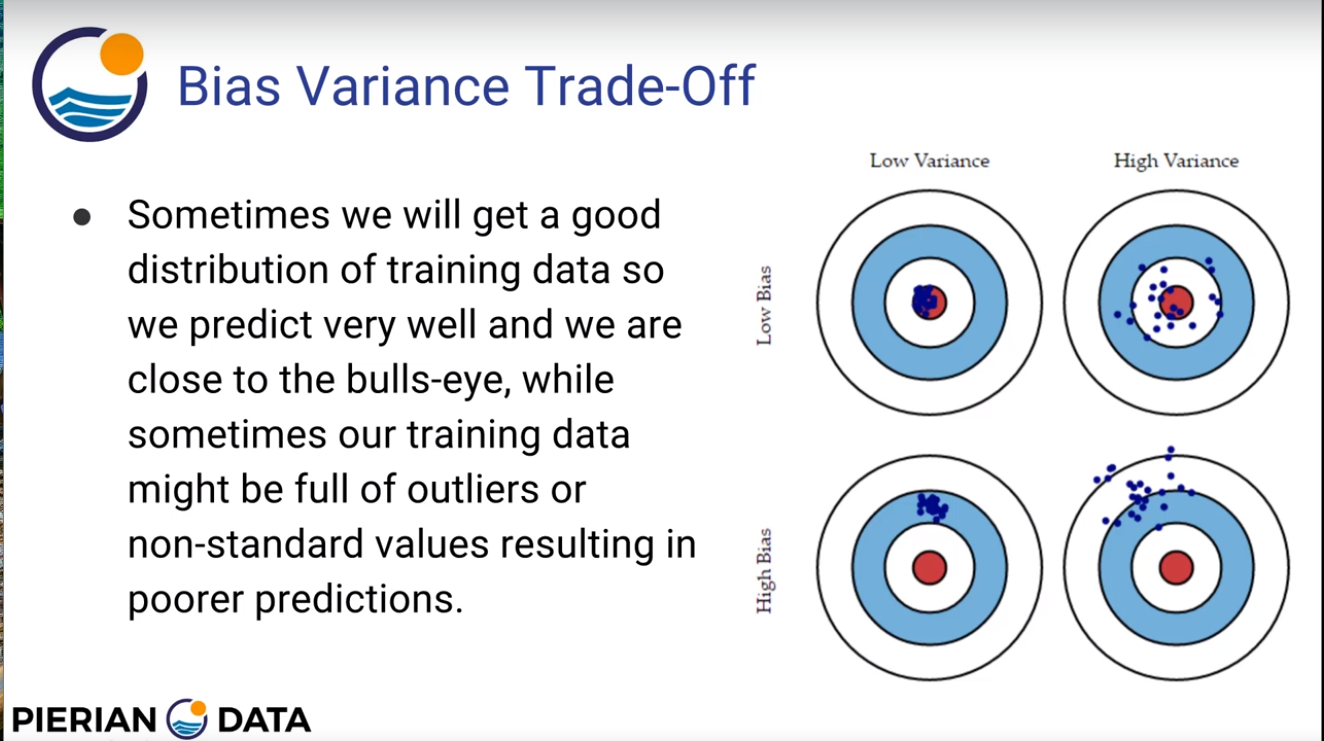 Bias Variance Trade-Off
Low Variance
High Variance
● Sometimes we will get a good
distribution of training data so
we predict very well and we are
close to the bulls-eye, while
sometimes our training data
might be full of outliers or
non-standard values resulting in
poorer predictions.
Low Bias
High Bias
PIERIAN DATA